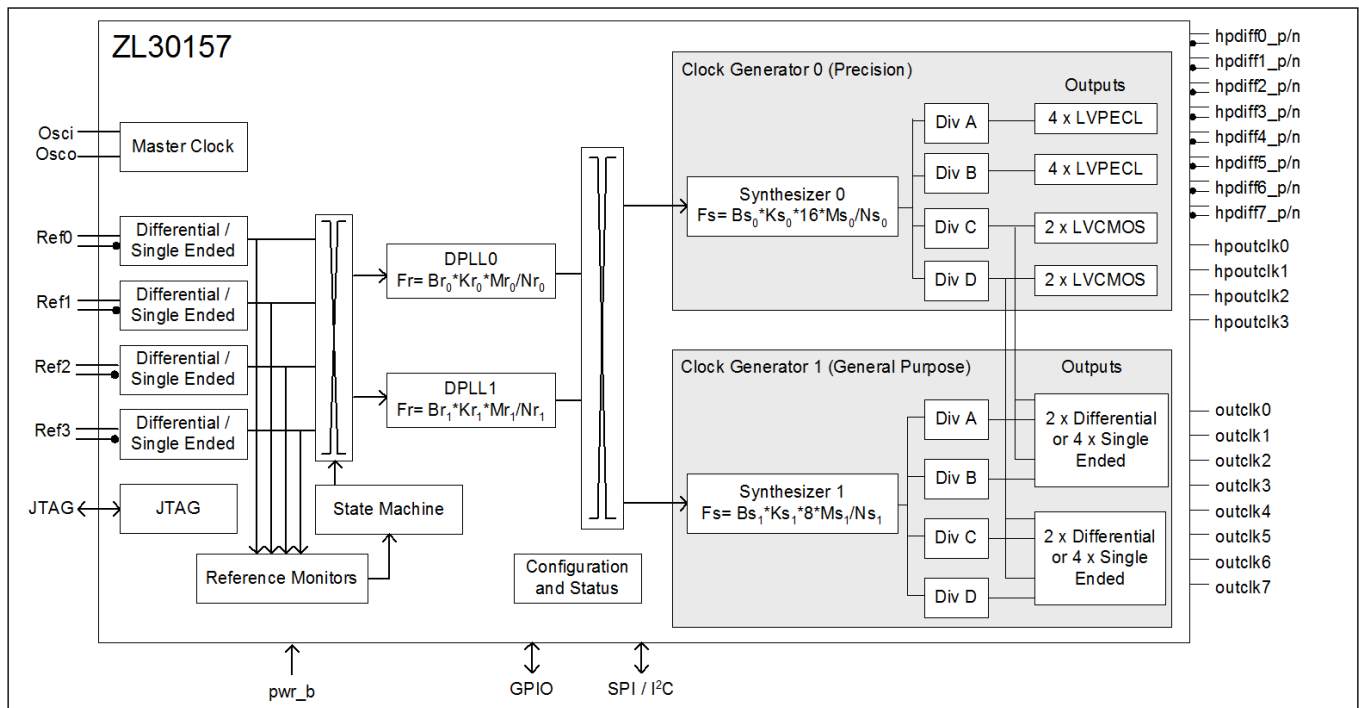 ZL30157
Osci
Osco
Master Clock
Ref0
Differential /
Single Ended
Ref1
Differential /
Single Ended
Ref2
Differential /
Single Ended
Ref3
Differential /
Single Ended
JTAG
JTAG
Reference Monitors
State Machine
DPLL0
Fr= Br₀*Kr₀*Mr₀/Nr₀
DPLL1
Fr= Br₁*Kr₁*Mr₁/Nr₁
Configuration
and Status
Clock Generator 0 (Precision)
Outputs
Synthesizer 0
Fs= Bs₀*Ks₀*16*Ms₀/Ns₀
Div A
4 x LVPECL
Div B
4 x LVPECL
Div C
2 x LVCMOS
Div D
2 x LVCMOS
Clock Generator 1 (General Purpose)
Outputs
Synthesizer 1
Fs= Bs₁*Ks₁*8*Ms₁/Ns₁
Div A
Div B
Div C
Div D
2 x Differential
or 4 x Single
Ended
2 x Differential
or 4 x Single
Ended
hpdiff0_p/n
hpdiff1_p/n
hpdiff2_p/n
hpdiff3_p/n
hpdiff4_p/n
hpdiff5_p/n
hpdiff6_p/n
hpdiff7_p/n
hpoutclk0
hpoutclk1
hpoutclk2
hpoutclk3
outclk0
outclk1
outclk2
outclk3
outclk4
outclk5
outclk6
outclk7
pwr_b
GPIO
SPI / I²C